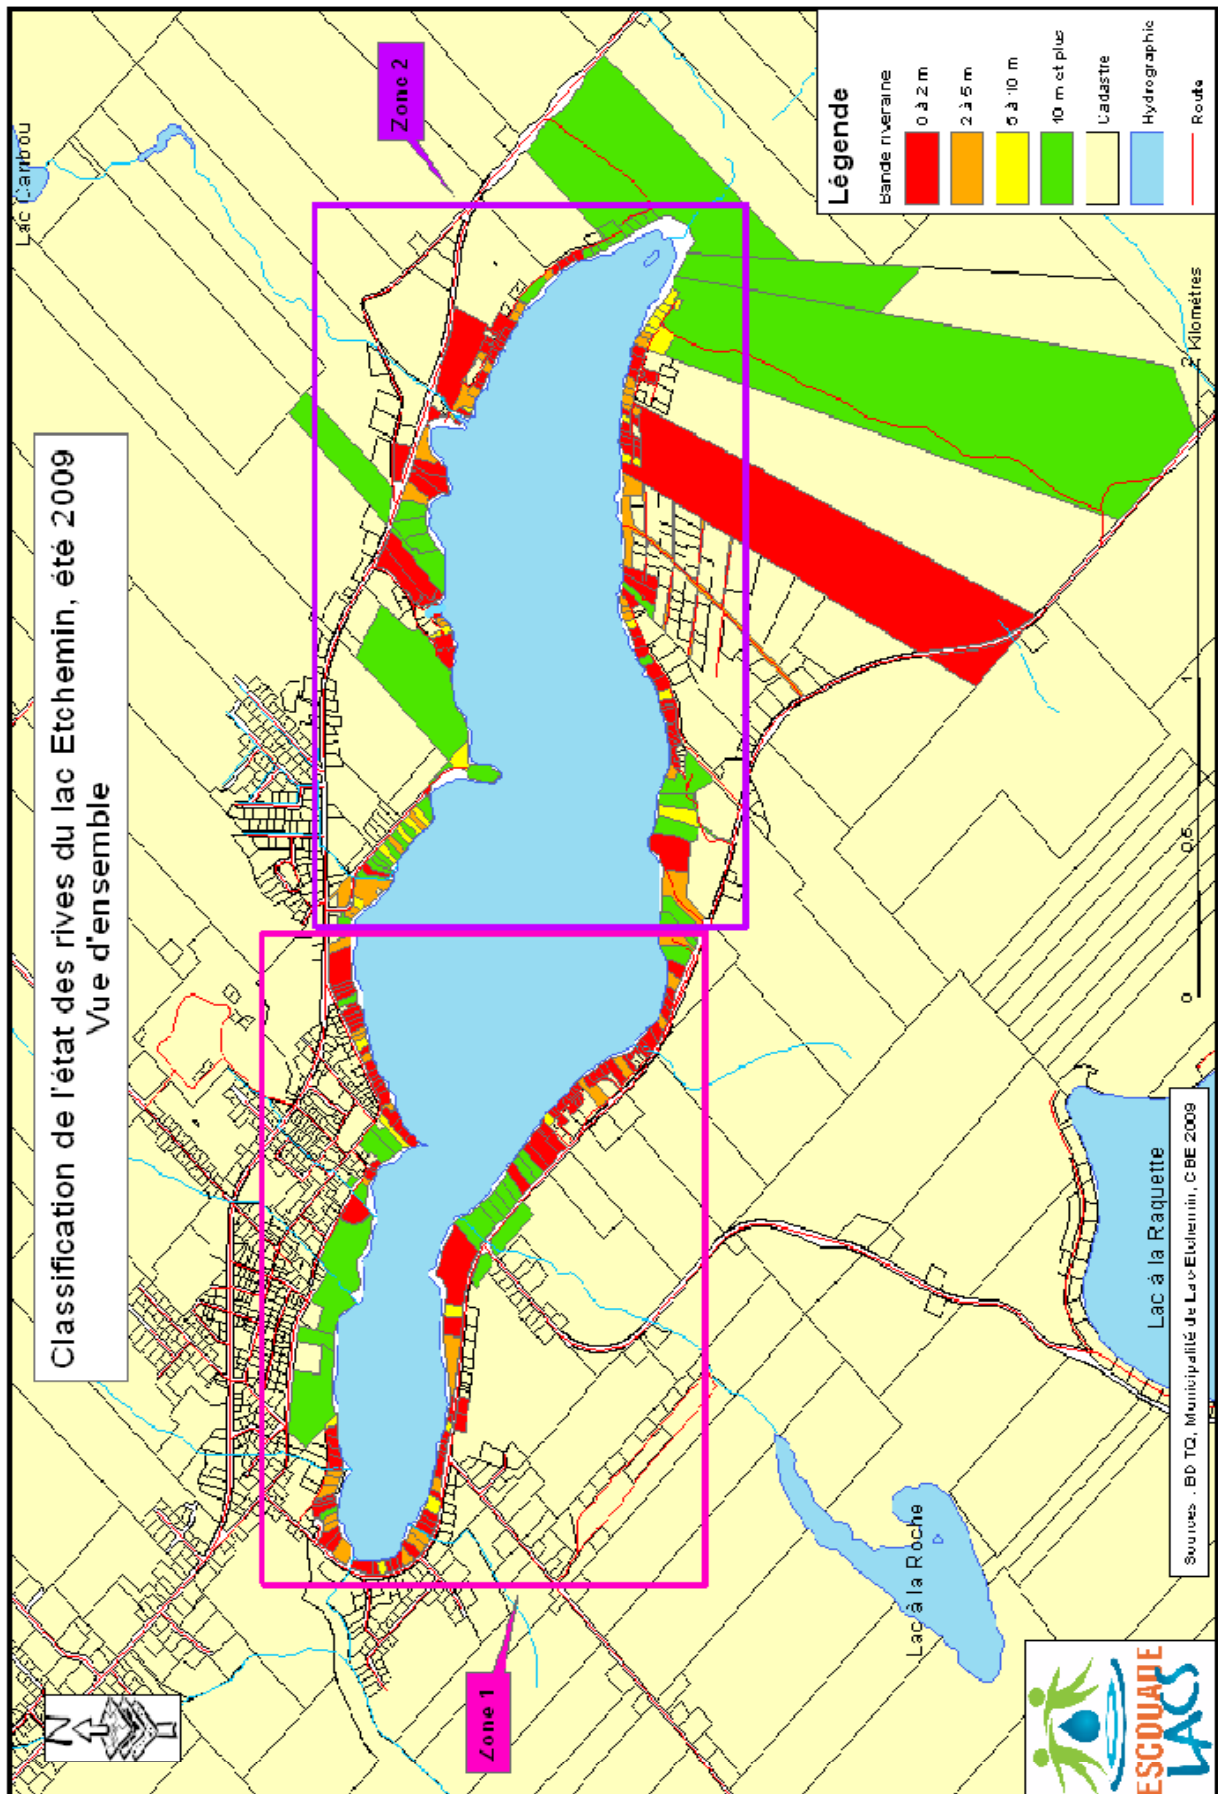 Classification de l'état des rives du lac Etchemin, été 2009
Vue d'ensemble
N
Lac Caribou
Zone 2
Zone 1
Légende
Bande riveraine
0 à 2 m
2 à 5 m
5 à 10 m
10 m et plus
Cadastre
Hydrographie
Route
0
0.5
1
2
Kilomètres
Lac à la Raquette
Lac à la Roche
Sources : BDTQ, Municipalité de Lac-Etchemin, CBE 2009
ESCOUADE
LACS